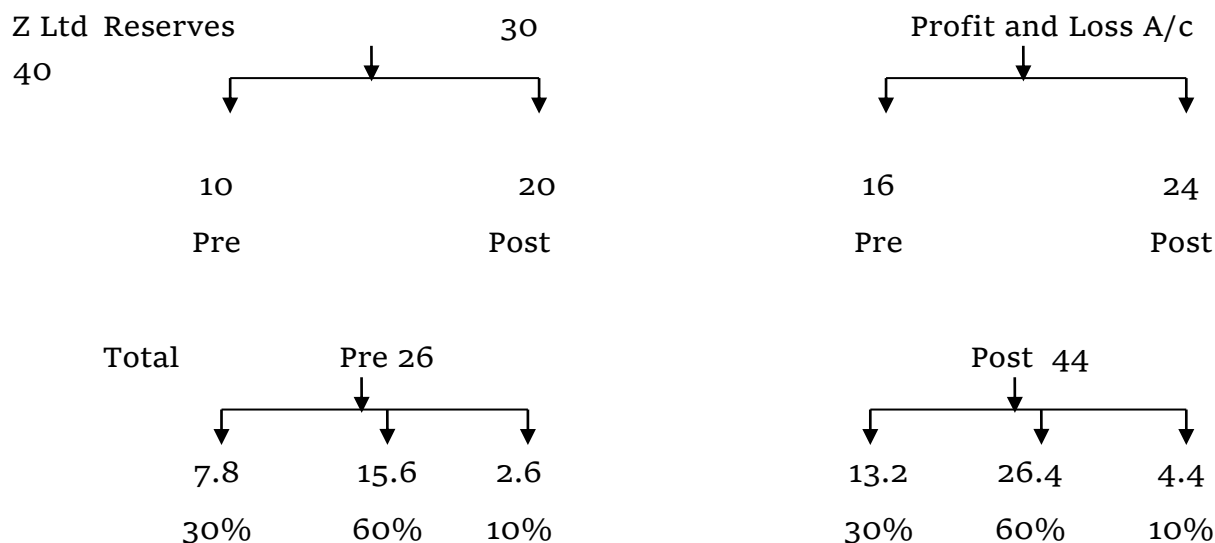 Z Ltd Reserves 30 Profit and Loss A/c
40
10 20 16 24
Pre Post Pre Post
Total Pre 26 Post 44
7.8 15.6 2.6 13.2 26.4 4.4
30% 60% 10% 30% 60% 10%